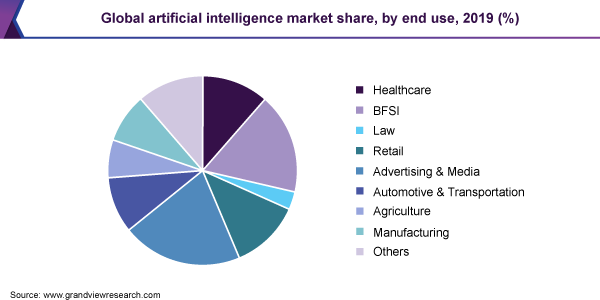 Global artificial intelligence market share, by end use, 2019 (%)
Healthcare
BFSI
Law
Retail
Advertising & Media
Automotive & Transportation
Agriculture
Manufacturing
Others
Source: www.grandviewresearch.com